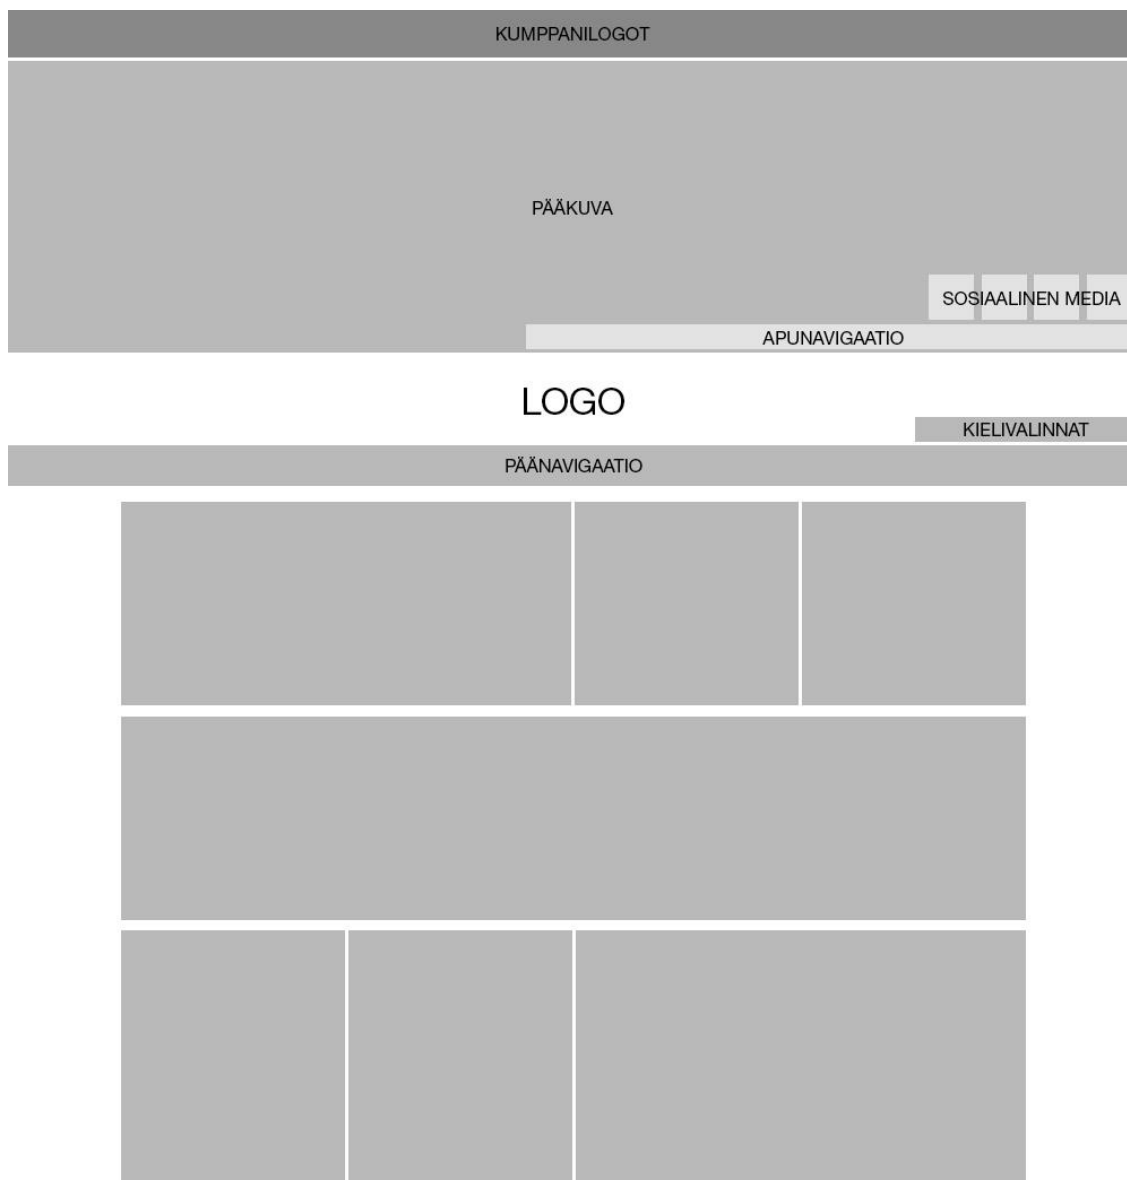 KUMPPANILOGOT
PÄÄKUVA
SOSIAALINEN MEDIA
APUNAVIGAATIO
LOGO
KIELIVALINNAT
PÄÄNAVIGAATIO